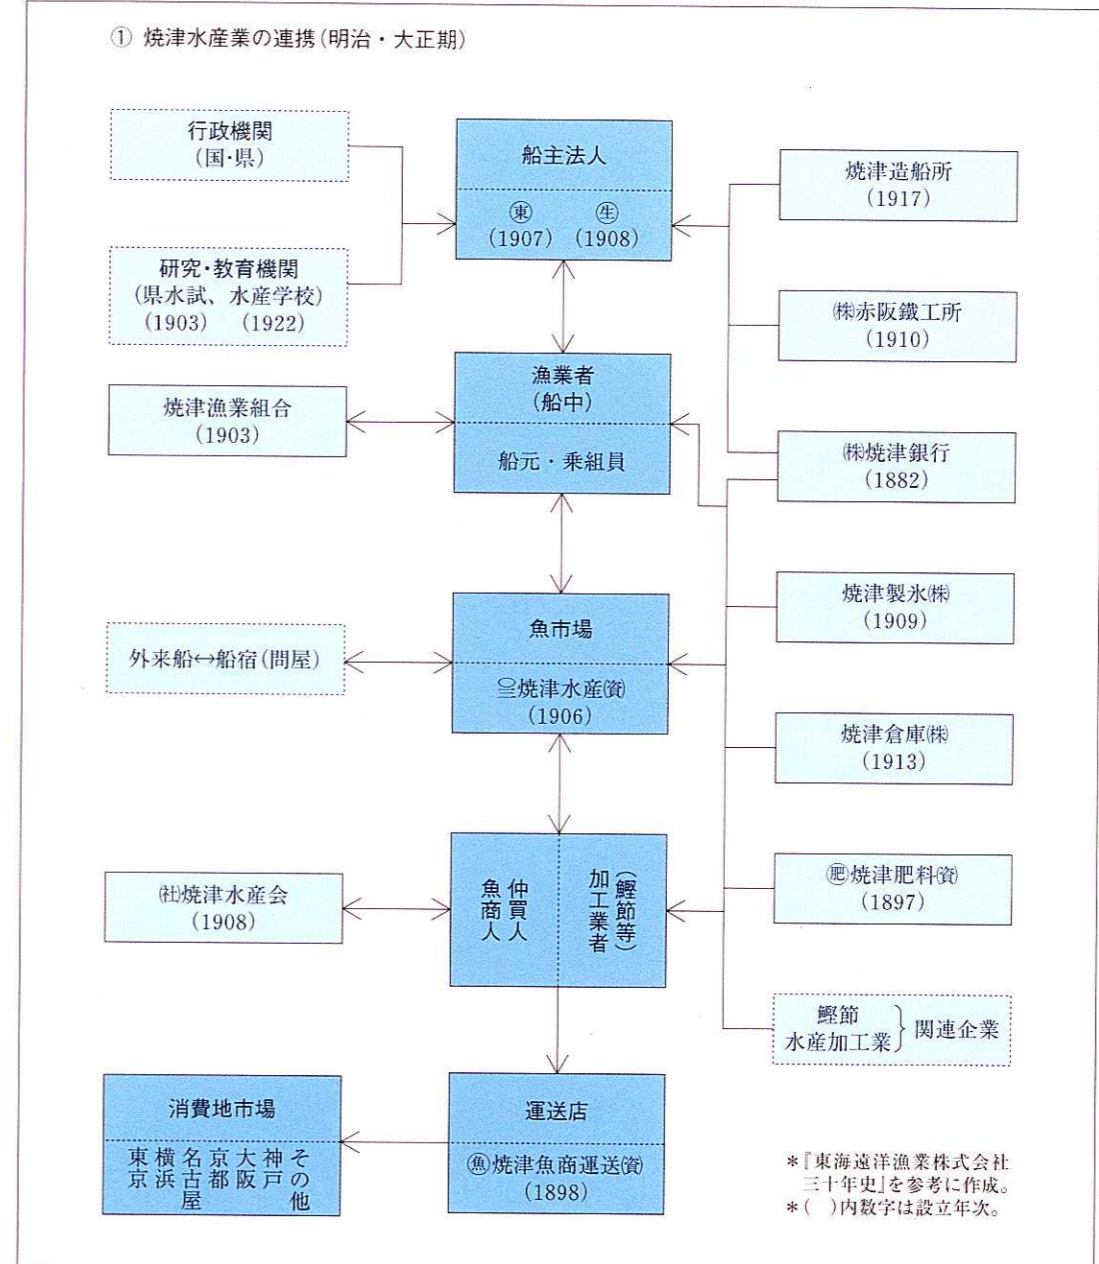 ① 焼津水産業の連携(明治・大正期)
行政機関
(国・県)
研究・教育機関
(県水試、水産学校)
(1903) (1922)
焼津漁業組合
(1903)
外来船↔船宿(問屋)
㈳焼津水産会
(1908)
船主法人
㊍東 ㊍生
(1907) (1908)
漁業者
(船中)
船元・乗組員
魚市場
焼津水産㈾
(1906)
仲買人
魚商人
(鰹節等)
加工業者
運送店
魚焼津魚商運送㈾
(1898)
消費地市場
東京
横浜
名古屋
京都
大阪
神戸
その他
焼津造船所
(1917)
㈱赤阪鐵工所
(1910)
㈱焼津銀行
(1882)
焼津製氷㈱
(1909)
焼津倉庫㈱
(1913)
肥焼津肥料㈾
(1897)
鰹節
水産加工業}関連企業
*『東海遠洋漁業株式会社
三十年史』を参考に作成。
*( )内数字は設立年次。